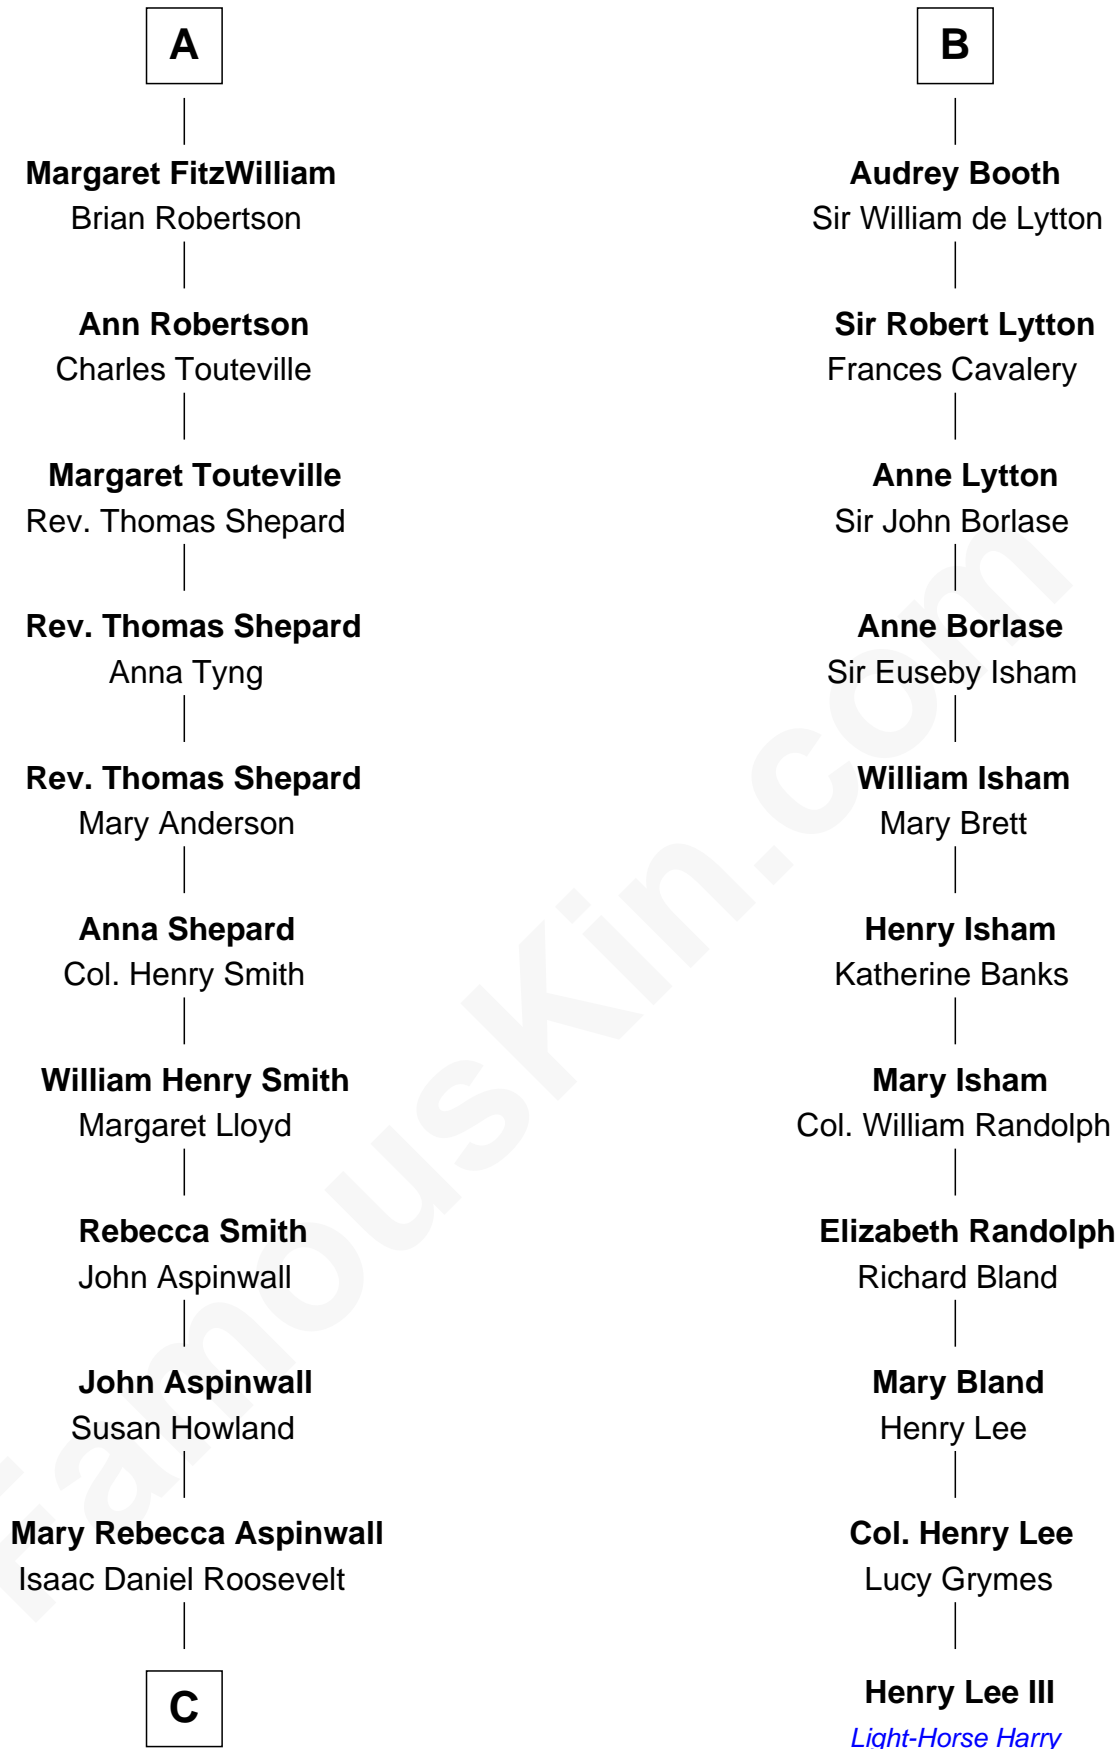 A
Margaret FitzWilliam
Brian Robertson
Ann Robertson
Charles Touteville
Margaret Touteville
Rev. Thomas Shepard
Rev. Thomas Shepard
Anna Tyng
Rev. Thomas Shepard
Mary Anderson
Anna Shepard
Col. Henry Smith
William Henry Smith
Margaret Lloyd
Rebecca Smith
John Aspinwall
John Aspinwall
Susan Howland
Mary Rebecca Aspinwall
Isaac Daniel Roosevelt
C
B
Audrey Booth
Sir William de Lytton
Sir Robert Lytton
Frances Cavalery
Anne Lytton
Sir John Borlase
Anne Borlase
Sir Euseby Isham
William Isham
Mary Brett
Henry Isham
Katherine Banks
Mary Isham
Col. William Randolph
Elizabeth Randolph
Richard Bland
Mary Bland
Henry Lee
Col. Henry Lee
Lucy Grymes
Henry Lee III
Light-Horse Harry
FamousKin.com